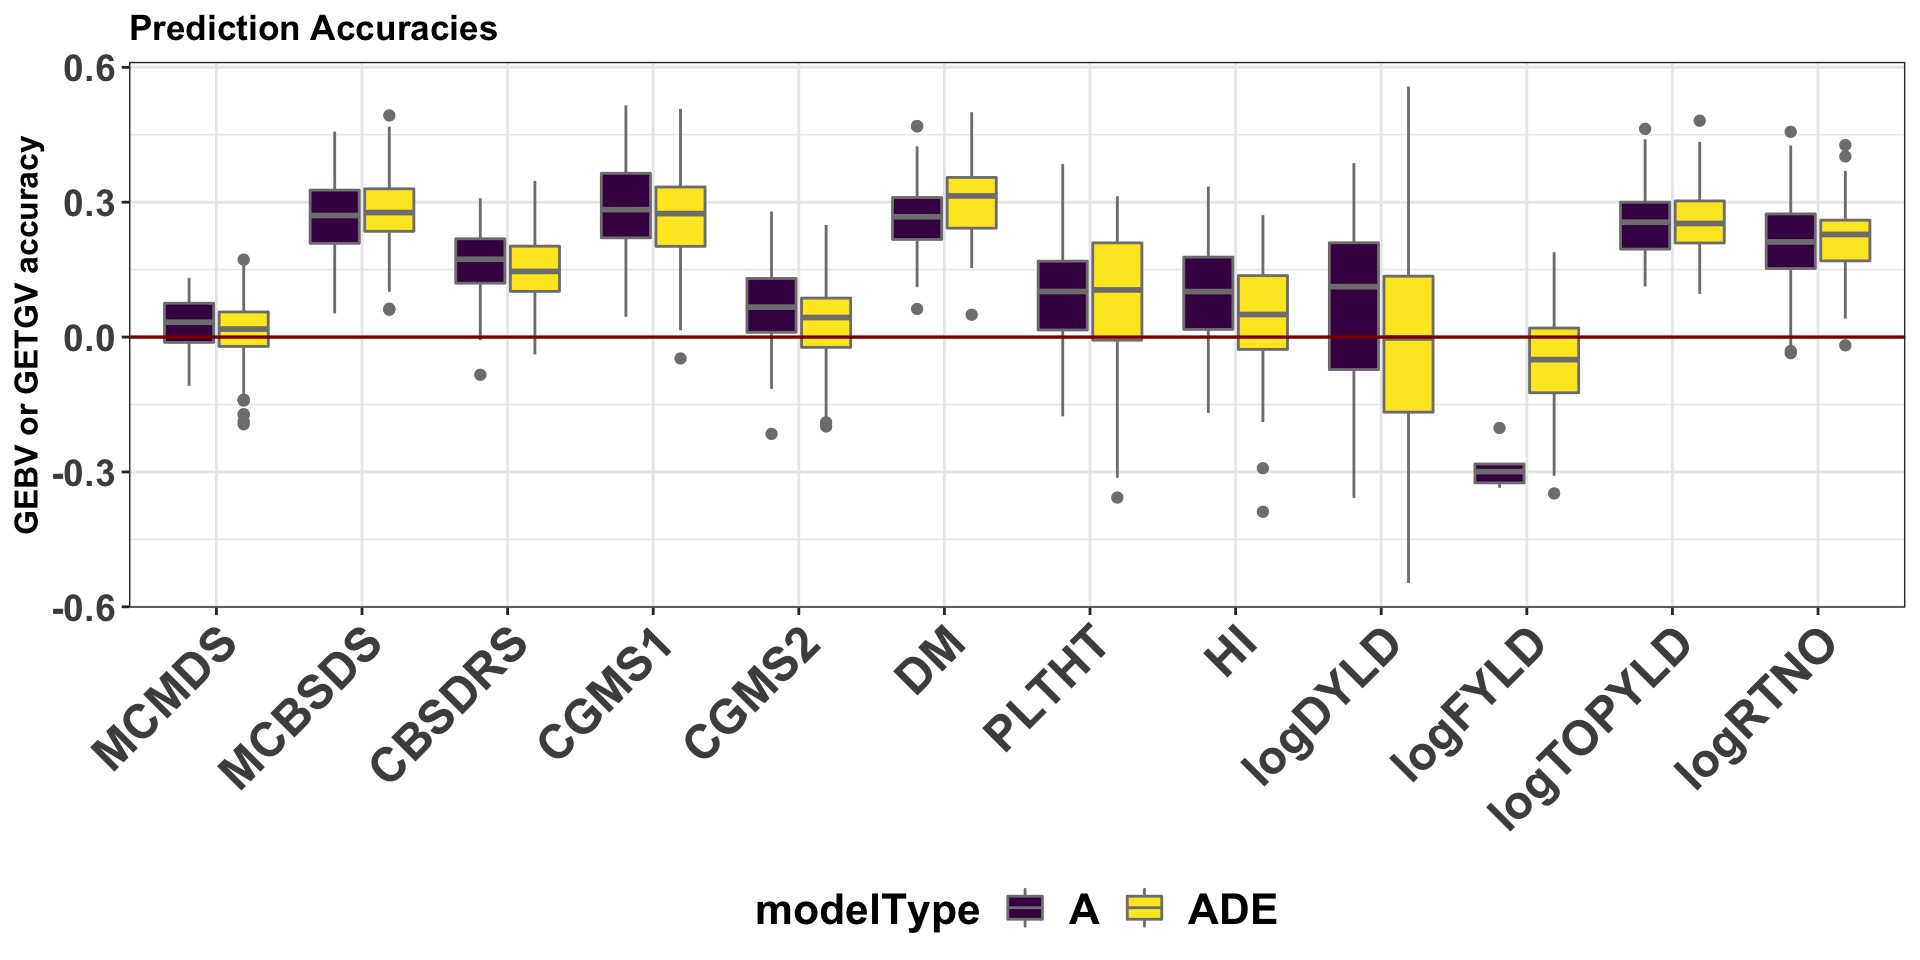 Prediction Accuracies
GEBV or GETGV accuracy
0.6
0.3
0.0
-0.3
-0.6
MCMDS
MCBSDS
CBSDRS
CGMS1
CGMS2
DM
PLTHT
HI
logDYLD
logFYLD
logTOPYLD
logRTNO
modelType A ADE